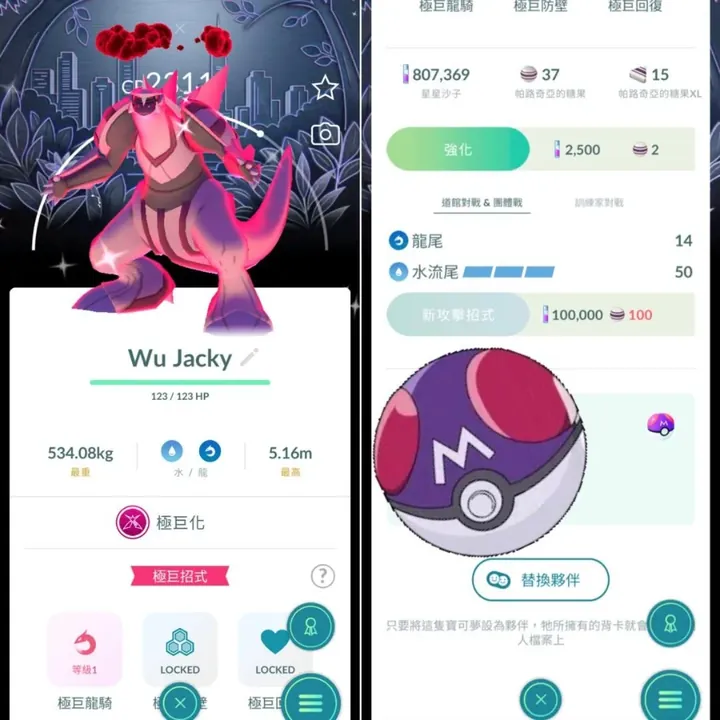 CP2211
Wu Jacky
123 / 123 HP
534.08kg
最重
水 / 龍
5.16m
最高
極巨化
極巨招式
?
等級1
LOCKED
LOCKED
極巨龍騎
極巨
極巨龍騎
極巨防壁
極巨回復
807,369
星星沙子
37
帕路奇亞的糖果
15
帕路奇亞的糖果XL
強化
2,500
2
道館對戰 & 團體戰
訓練家對戰
龍尾
14
水流尾
50
新攻擊招式
100,000
100
M
替換夥伴
只要將這隻寶可夢設為夥伴，牠所擁有的背卡就會
人檔案上